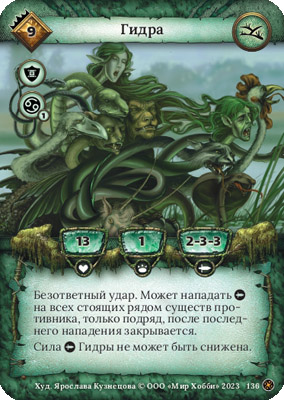 9
Гидра
1
13
1
2-3-3
Безответный удар. Может нападать
на всех стоящих рядом существ про-
тивника, только подряд, после послед-
него нападения закрывается.
Сила Гидры не может быть снижена.
Худ. Ярослава Кузнецова © ООО «Мир Хобби» 2023 136